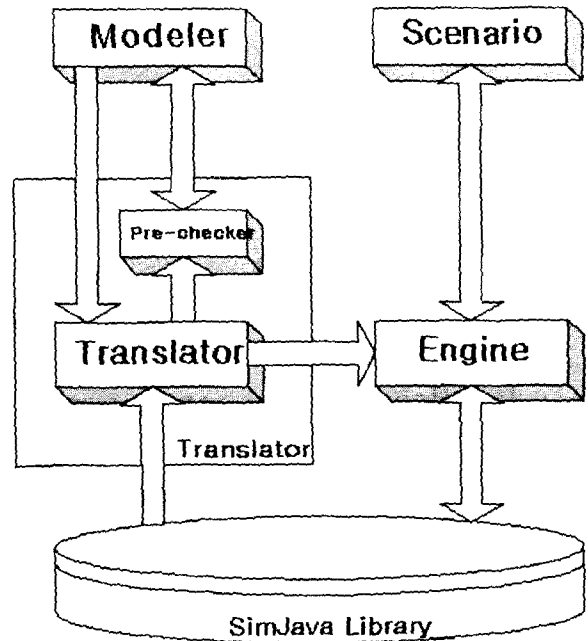 Modeler
Scenario
Pre-checker
Translator
Engine
Translator
SimJava Library